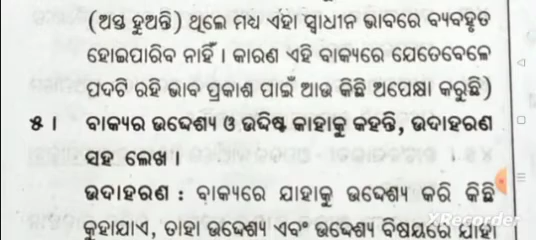 (ଅସ୍ତ ହୁଅନ୍ତି) ଥିଲେ ମଧ୍ୟ ଏହା ସ୍ୱାଧୀନ ଭାବରେ ବ୍ୟବହୃତ
ହୋଇପାରିବ ନାହିଁ । କାରଣ ଏହି ବାକ୍ୟରେ ଯେତେବେଳେ
ପଦଟି ରହି ଭାବ ପ୍ରକାଶ ପାଇଁ ଆଉ କିଛି ଅପେକ୍ଷା କରୁଛି)
୫ । ବାକ୍ୟର ଉଦ୍ଦେଶ୍ୟ ଓ ଉଦ୍ଦିଷ୍ଟ କାହାକୁ କହନ୍ତି, ଉଦାହରଣ
ସହ ଲେଖ ।
ଉଦାହରଣ : ବାକ୍ୟରେ ଯାହାକୁ ଉଦ୍ଦେଶ୍ୟ କରି କିଛି
କୁହାଯାଏ, ତାହା ଉଦ୍ଦେଶ୍ୟ ଏବଂ ଉଦ୍ଦେଶ୍ୟ ବିଷୟରେ ଯାହା
XRecorder